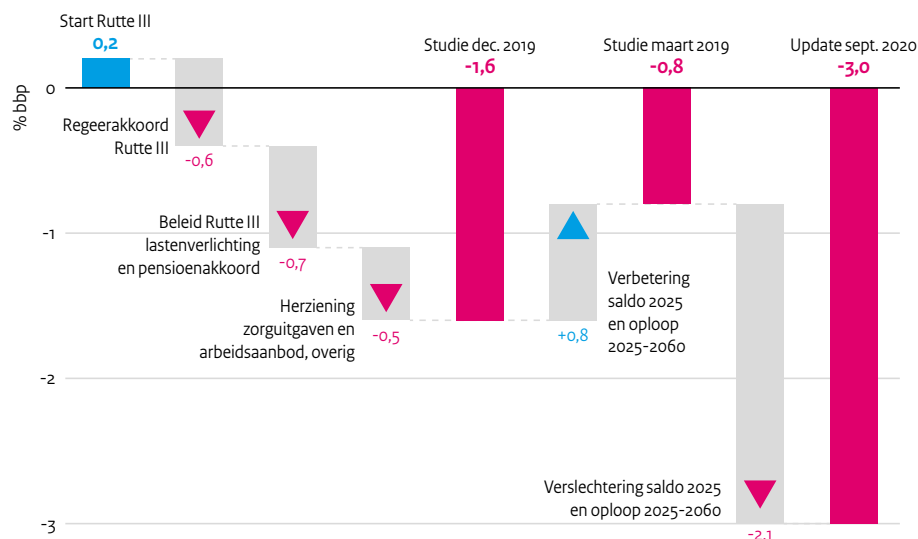 Start Rutte III
0,2
Studie dec. 2019
-1,6
Studie maart 2019
-0,8
Update sept. 2020
-3,0
% bbp
0
-1
-2
-3
Regeerakkoord
Rutte III
-0,6
Beleid Rutte III
lastenverlichting
en pensioenakkoord
-0,7
Herziening
zorguitgaven en
arbeidsaanbod, overig
-0,5
+0,8
Verbetering
saldo 2025
en oploop
2025-2060
Verslechtering saldo 2025
en oploop 2025-2060
-2,1